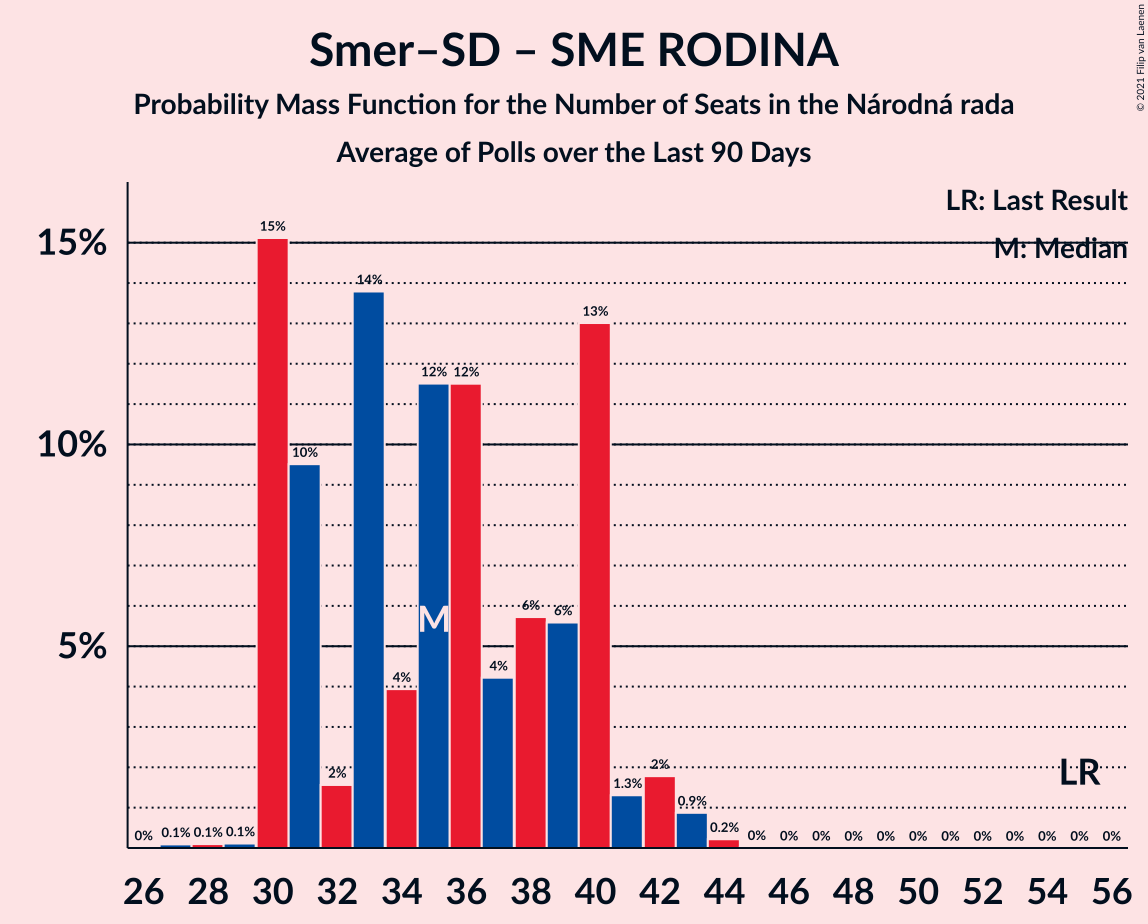 Smer–SD – SME RODINA
Probability Mass Function for the Number of Seats in the Národná rada
Average of Polls over the Last 90 Days
© 2021 Filip van Laenen
LR: Last Result
M: Median
15%
10%
5%
0% 0.1% 0.1% 0.1% 15% 10% 2% 14% 4% 12% 12% 4% 6% 6% 13% 1.3% 2% 0.9% 0.2% 0% 0% 0% 0% 0% 0% 0% 0% 0% 0% 0% 0%
M
LR
26 28 30 32 34 36 38 40 42 44 46 48 50 52 54 56